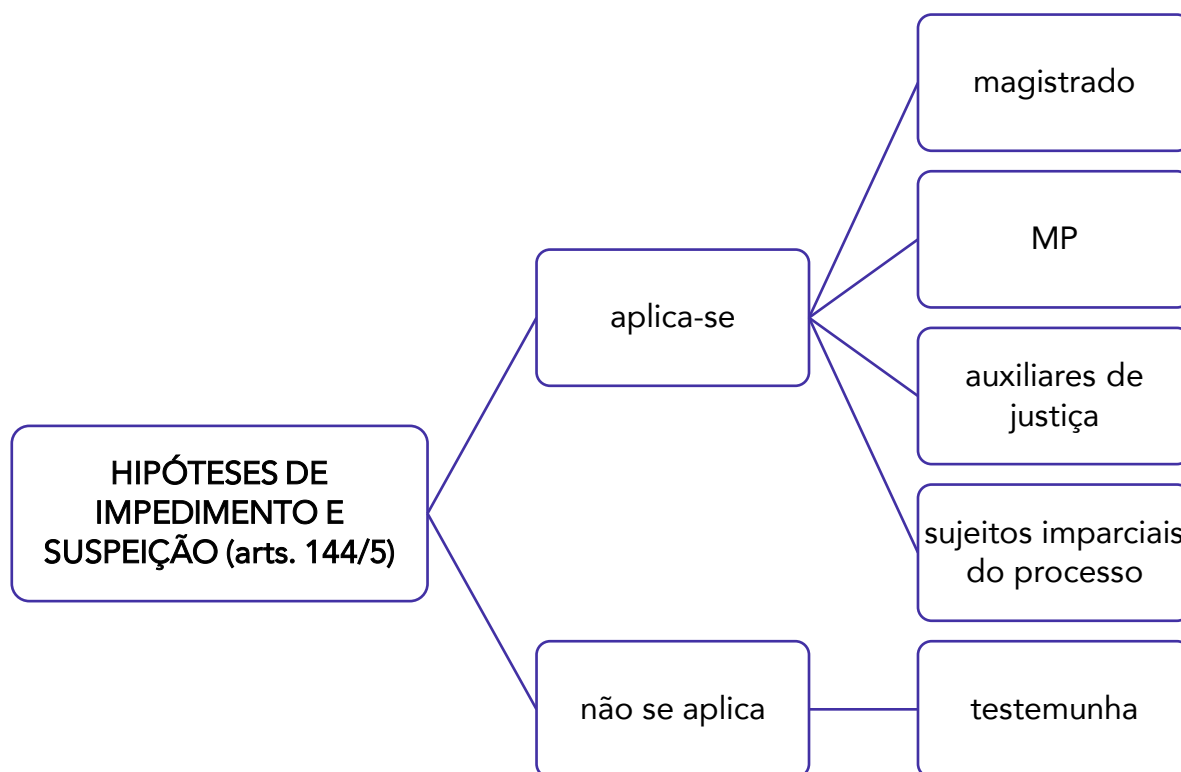 HIPÓTESES DE
IMPEDIMENTO E
SUSPEIÇÃO (arts. 144/5)
aplica-se
magistrado
MP
auxiliares de
justiça
sujeitos imparciais
do processo
não se aplica
testemunha